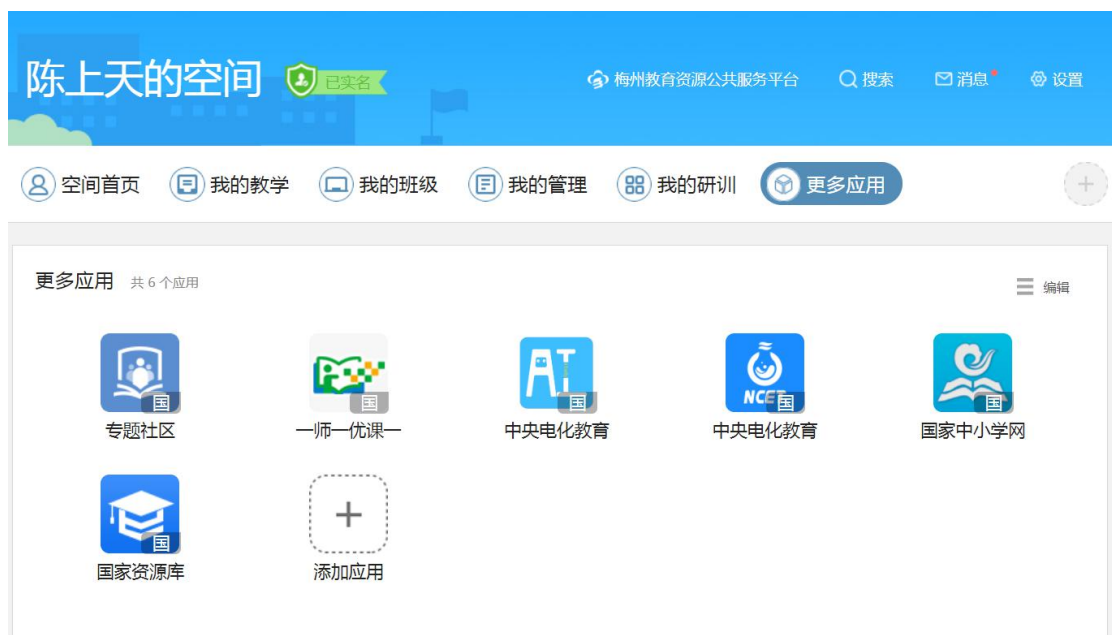 陈上天的空间 已实名 梅州教育资源公共服务平台 搜索 消息 设置
空间首页 我的教学 我的班级 我的管理 我的研训 更多应用
更多应用 共 6 个应用 编辑
国 国 国 NCET 国 国
专题社区 一师一优课一 中央电化教育 中央电化教育 国家中小学网
国
国家资源库 添加应用